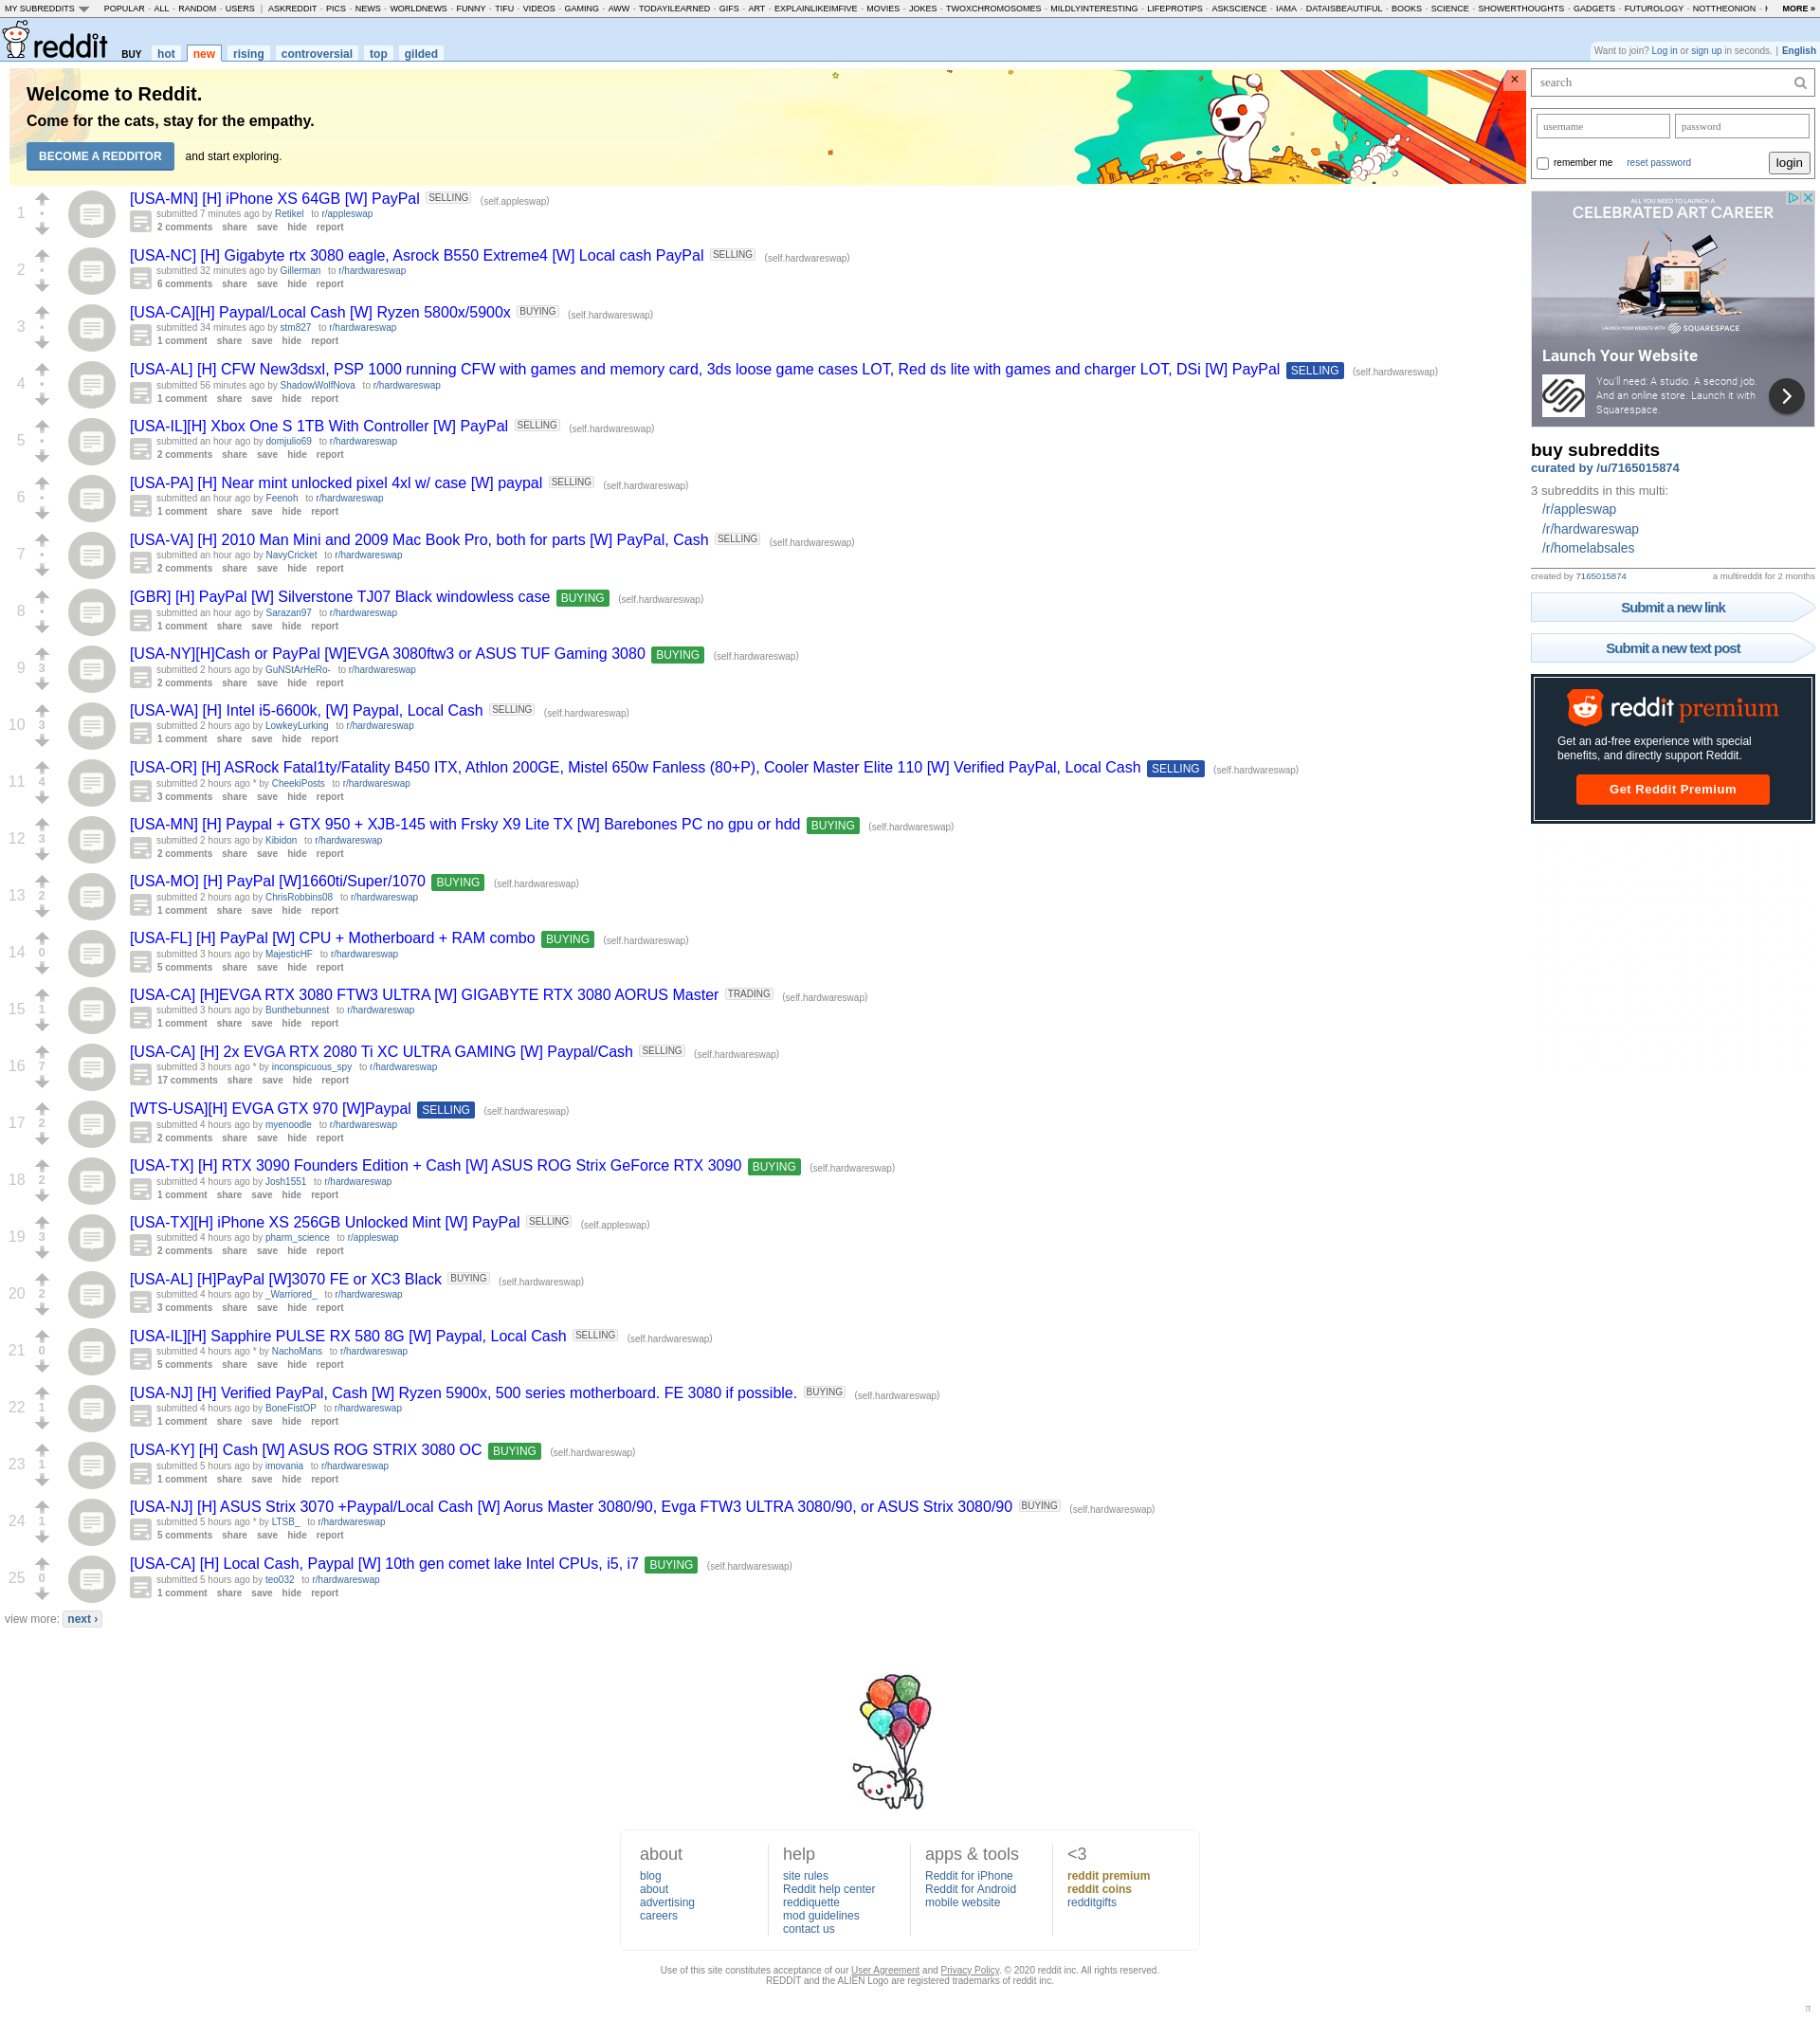 MY SUBREDDITS POPULAR - ALL - RANDOM - USERS | ASKREDDIT - PICS - NEWS - WORLDNEWS - FUNNY - TIFU - VIDEOS - GAMING - AWW - TODAYILEARNED - GIFS - ART - EXPLAINLIKEIMFIVE - MOVIES - JOKES - TWOXCHROMOSOMES - MILDLYINTERESTING - LIFEPROTIPS - ASKSCIENCE - IAMA - DATAISBEAUTIFUL - BOOKS - SCIENCE - SHOWERTHOUGHTS - GADGETS - FUTUROLOGY - NOTTHEONION - MORE »
reddit BUY hot new rising controversial top gilded
Want to join? Log in or sign up in seconds. | English
Welcome to Reddit.
Come for the cats, stay for the empathy.
BECOME A REDDITOR and start exploring.
×
1
[USA-MN] [H] iPhone XS 64GB [W] PayPal SELLING (self.appleswap)
submitted 7 minutes ago by Retikel to r/appleswap
2 comments share save hide report
2
[USA-NC] [H] Gigabyte rtx 3080 eagle, Asrock B550 Extreme4 [W] Local cash PayPal SELLING (self.hardwareswap)
submitted 32 minutes ago by Gillerman to r/hardwareswap
6 comments share save hide report
3
[USA-CA][H] Paypal/Local Cash [W] Ryzen 5800x/5900x BUYING (self.hardwareswap)
submitted 34 minutes ago by stm827 to r/hardwareswap
1 comment share save hide report
4
[USA-AL] [H] CFW New3dsxl, PSP 1000 running CFW with games and memory card, 3ds loose game cases LOT, Red ds lite with games and charger LOT, DSi [W] PayPal SELLING (self.hardwareswap)
submitted 56 minutes ago by ShadowWolfNova to r/hardwareswap
1 comment share save hide report
5
[USA-IL][H] Xbox One S 1TB With Controller [W] PayPal SELLING (self.hardwareswap)
submitted an hour ago by domjulio69 to r/hardwareswap
2 comments share save hide report
6
[USA-PA] [H] Near mint unlocked pixel 4xl w/ case [W] paypal SELLING (self.hardwareswap)
submitted an hour ago by Feenoh to r/hardwareswap
1 comment share save hide report
7
[USA-VA] [H] 2010 Man Mini and 2009 Mac Book Pro, both for parts [W] PayPal, Cash SELLING (self.hardwareswap)
submitted an hour ago by NavyCricket to r/hardwareswap
2 comments share save hide report
8
[GBR] [H] PayPal [W] Silverstone TJ07 Black windowless case BUYING (self.hardwareswap)
submitted an hour ago by Sarazan97 to r/hardwareswap
1 comment share save hide report
9 3
[USA-NY][H]Cash or PayPal [W]EVGA 3080ftw3 or ASUS TUF Gaming 3080 BUYING (self.hardwareswap)
submitted 2 hours ago by GuNStArHeRo- to r/hardwareswap
2 comments share save hide report
10 3
[USA-WA] [H] Intel i5-6600k, [W] Paypal, Local Cash SELLING (self.hardwareswap)
submitted 2 hours ago by LowkeyLurking to r/hardwareswap
1 comment share save hide report
11 4
[USA-OR] [H] ASRock Fatal1ty/Fatality B450 ITX, Athlon 200GE, Mistel 650w Fanless (80+P), Cooler Master Elite 110 [W] Verified PayPal, Local Cash SELLING (self.hardwareswap)
submitted 2 hours ago * by CheekiPosts to r/hardwareswap
3 comments share save hide report
12 3
[USA-MN] [H] Paypal + GTX 950 + XJB-145 with Frsky X9 Lite TX [W] Barebones PC no gpu or hdd BUYING (self.hardwareswap)
submitted 2 hours ago by Kibidon to r/hardwareswap
2 comments share save hide report
13 2
[USA-MO] [H] PayPal [W]1660ti/Super/1070 BUYING (self.hardwareswap)
submitted 2 hours ago by ChrisRobbins08 to r/hardwareswap
1 comment share save hide report
14 0
[USA-FL] [H] PayPal [W] CPU + Motherboard + RAM combo BUYING (self.hardwareswap)
submitted 3 hours ago by MajesticHF to r/hardwareswap
5 comments share save hide report
15 1
[USA-CA] [H]EVGA RTX 3080 FTW3 ULTRA [W] GIGABYTE RTX 3080 AORUS Master TRADING (self.hardwareswap)
submitted 3 hours ago by Bunthebunnest to r/hardwareswap
1 comment share save hide report
16 7
[USA-CA] [H] 2x EVGA RTX 2080 Ti XC ULTRA GAMING [W] Paypal/Cash SELLING (self.hardwareswap)
submitted 3 hours ago * by inconspicuous_spy to r/hardwareswap
17 comments share save hide report
17 2
[WTS-USA][H] EVGA GTX 970 [W]Paypal SELLING (self.hardwareswap)
submitted 4 hours ago by myenoodle to r/hardwareswap
2 comments share save hide report
18 2
[USA-TX] [H] RTX 3090 Founders Edition + Cash [W] ASUS ROG Strix GeForce RTX 3090 BUYING (self.hardwareswap)
submitted 4 hours ago by Josh1551 to r/hardwareswap
1 comment share save hide report
19 3
[USA-TX][H] iPhone XS 256GB Unlocked Mint [W] PayPal SELLING (self.appleswap)
submitted 4 hours ago by pharm_science to r/appleswap
2 comments share save hide report
20 2
[USA-AL] [H]PayPal [W]3070 FE or XC3 Black BUYING (self.hardwareswap)
submitted 4 hours ago by _Warriored_ to r/hardwareswap
3 comments share save hide report
21 0
[USA-IL][H] Sapphire PULSE RX 580 8G [W] Paypal, Local Cash SELLING (self.hardwareswap)
submitted 4 hours ago * by NachoMans to r/hardwareswap
5 comments share save hide report
22 1
[USA-NJ] [H] Verified PayPal, Cash [W] Ryzen 5900x, 500 series motherboard. FE 3080 if possible. BUYING (self.hardwareswap)
submitted 4 hours ago by BoneFistOP to r/hardwareswap
1 comment share save hide report
23 1
[USA-KY] [H] Cash [W] ASUS ROG STRIX 3080 OC BUYING (self.hardwareswap)
submitted 5 hours ago by imovania to r/hardwareswap
1 comment share save hide report
24 1
[USA-NJ] [H] ASUS Strix 3070 +Paypal/Local Cash [W] Aorus Master 3080/90, Evga FTW3 ULTRA 3080/90, or ASUS Strix 3080/90 BUYING (self.hardwareswap)
submitted 5 hours ago * by LTSB_ to r/hardwareswap
5 comments share save hide report
25 0
[USA-CA] [H] Local Cash, Paypal [W] 10th gen comet lake Intel CPUs, i5, i7 BUYING (self.hardwareswap)
submitted 5 hours ago by teo032 to r/hardwareswap
1 comment share save hide report
view more: next ›
search
username password
remember me reset password login
ALL YOU NEED TO LAUNCH A
CELEBRATED ART CAREER
LAUNCH YOUR WEBSITE WITH SQUARESPACE
Launch Your Website
You'll need: A studio. A second job.
And an online store. Launch it with
Squarespace.
buy subreddits
curated by /u/7165015874
3 subreddits in this multi:
/r/appleswap
/r/hardwareswap
/r/homelabsales
created by 7165015874 a multireddit for 2 months
Submit a new link
Submit a new text post
reddit premium
Get an ad-free experience with special
benefits, and directly support Reddit.
Get Reddit Premium
about
blog
about
advertising
careers
help
site rules
Reddit help center
reddiquette
mod guidelines
contact us
apps & tools
Reddit for iPhone
Reddit for Android
mobile website
<3
reddit premium
reddit coins
redditgifts
Use of this site constitutes acceptance of our User Agreement and Privacy Policy. © 2020 reddit inc. All rights reserved.
REDDIT and the ALIEN Logo are registered trademarks of reddit inc.
π